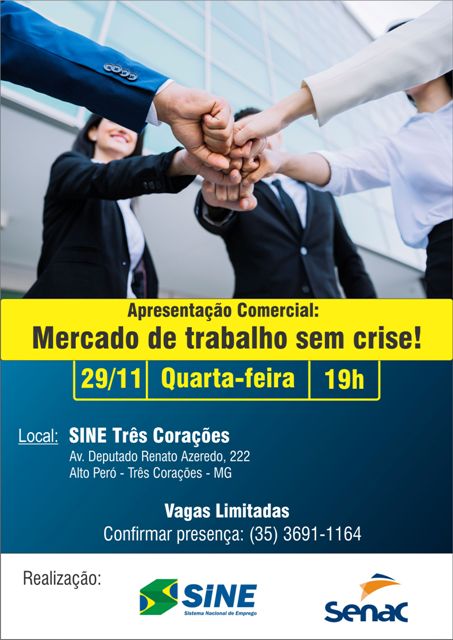 Apresentação Comercial:
Mercado de trabalho sem crise!
29/11 Quarta-feira 19h
Local: SINE Três Corações
Av. Deputado Renato Azeredo, 222
Alto Peró - Três Corações - MG
Vagas Limitadas
Confirmar presença: (35) 3691-1164
Realização:
SINE
Sistema Nacional de Emprego
Senac